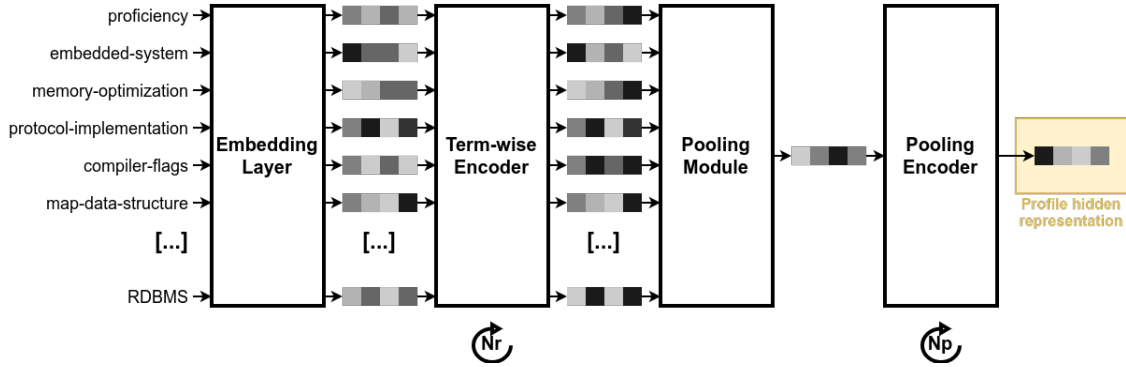 proficiency
embedded-system
memory-optimization
protocol-implementation
compiler-flags
map-data-structure
[...]
RDBMS
Embedding
Layer
[...]
Term-wise
Encoder
Nr
[...]
Pooling
Module
Pooling
Encoder
Np
Profile hidden
representation